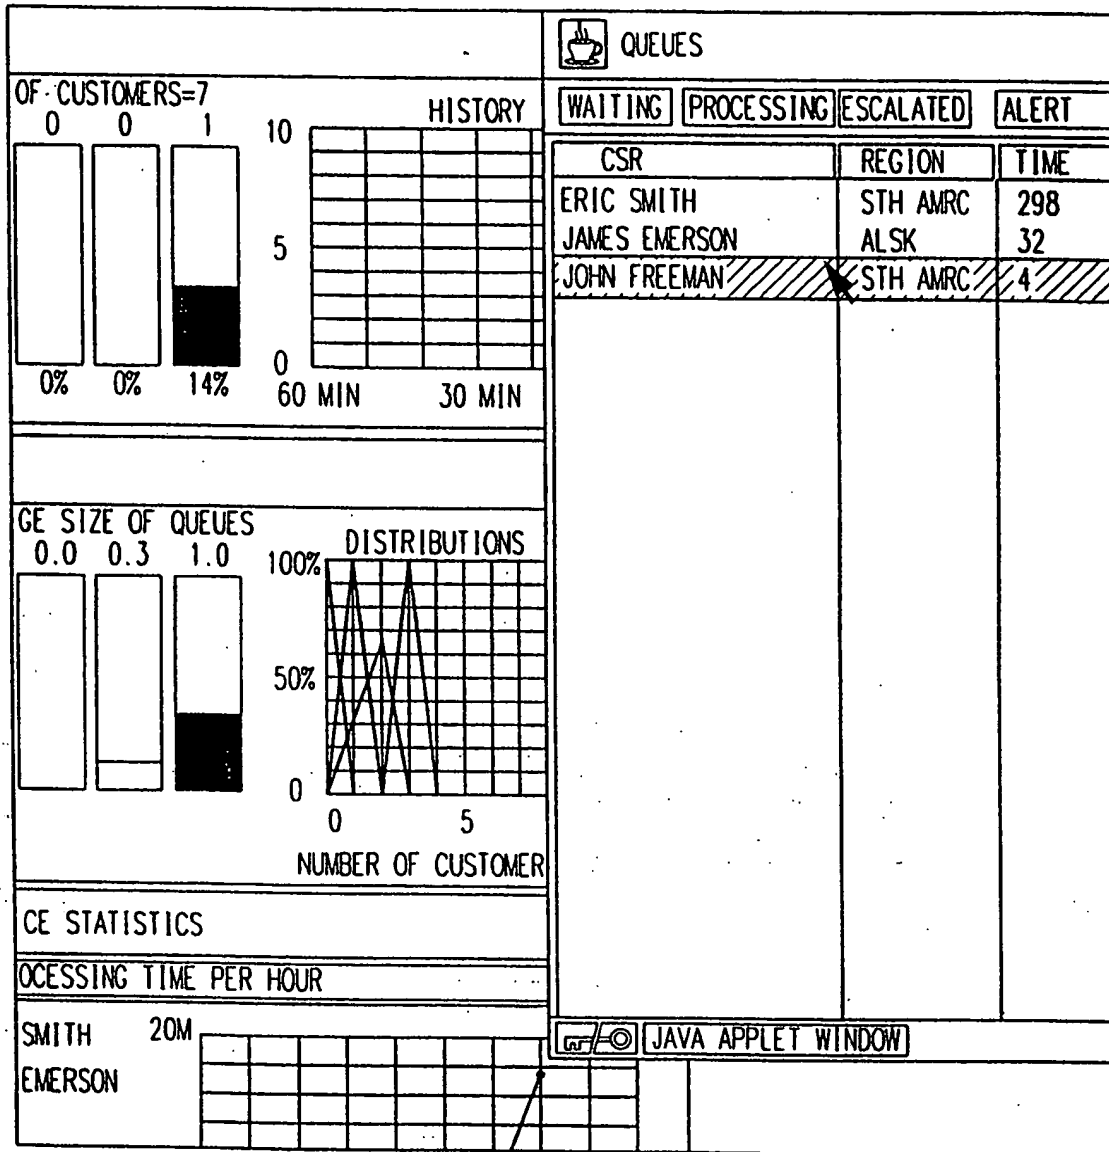 OF CUSTOMERS=7
0 0 1
HISTORY
10
5
0
0% 0% 14%
60 MIN 30 MIN
GE SIZE OF QUEUES
0.0 0.3 1.0
DISTRIBUTIONS
100%
50%
0
0 5
NUMBER OF CUSTOMER
CE STATISTICS
OCESSING TIME PER HOUR
SMITH 20M
EMERSON
QUEUES
WAITING PROCESSING ESCALATED ALERT
CSR REGION TIME
ERIC SMITH STH AMRC 298
JAMES EMERSON ALSK 32
JOHN FREEMAN STH AMRC 4
JAVA APPLET WINDOW